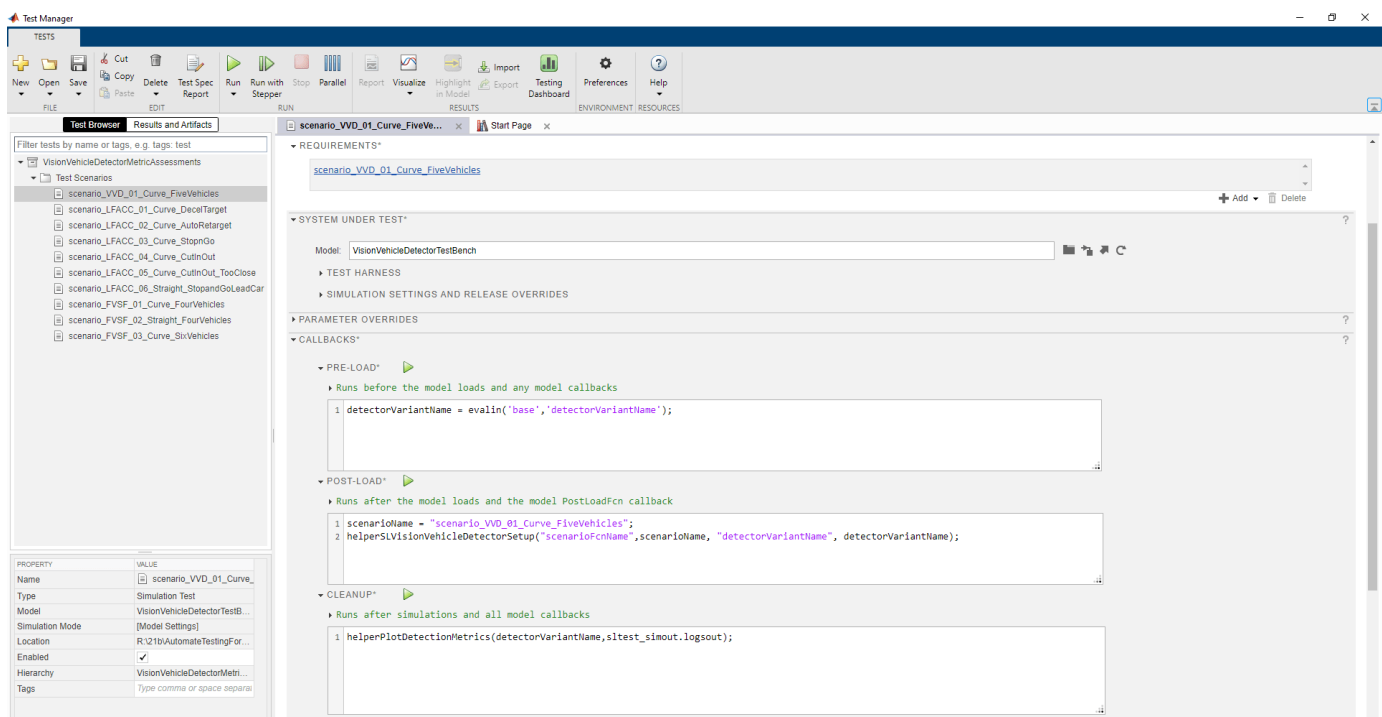 Test Manager
TESTS
New
Open
Save
Cut
Copy
Paste
Delete
Test Spec Report
Run
Run with Stepper
Stop
Parallel
Report
Visualize
Highlight in Model
Import
Export
Testing Dashboard
Preferences
Help
FILE
EDIT
RUN
RESULTS
ENVIRONMENT
RESOURCES
Test Browser
Results and Artifacts
Filter tests by name or tags, e.g. tags: test
VisionVehicleDetectorMetricAssessments
Test Scenarios
scenario_VVD_01_Curve_FiveVehicles
scenario_LFACC_01_Curve_DecelTarget
scenario_LFACC_02_Curve_AutoRetarget
scenario_LFACC_03_Curve_StopnGo
scenario_LFACC_04_Curve_CutInOut
scenario_LFACC_05_Curve_CutInOut_TooClose
scenario_LFACC_06_Straight_StopandGoLeadCar
scenario_FVSF_01_Curve_FourVehicles
scenario_FVSF_02_Straight_FourVehicles
scenario_FVSF_03_Curve_SixVehicles
PROPERTY VALUE
Name scenario_VVD_01_Curve_
Type Simulation Test
Model VisionVehicleDetectorTestB...
Simulation Mode [Model Settings]
Location R:\21b\AutomateTestingFor...
Enabled
Hierarchy VisionVehicleDetectorMetri...
Tags Type comma or space separat
scenario_VVD_01_Curve_FiveVe... ×
Start Page ×
REQUIREMENTS*
scenario_VVD_01_Curve_FiveVehicles
Add
Delete
SYSTEM UNDER TEST* ?
Model: VisionVehicleDetectorTestBench
TEST HARNESS
SIMULATION SETTINGS AND RELEASE OVERRIDES
PARAMETER OVERRIDES ?
CALLBACKS* ?
PRE-LOAD*
Runs before the model loads and any model callbacks
1 detectorVariantName = evalin('base','detectorVariantName');
POST-LOAD*
Runs after the model loads and the model PostLoadFcn callback
1 scenarioName = "scenario_VVD_01_Curve_FiveVehicles";
2 helperSLVisionVehicleDetectorSetup("scenarioFcnName",scenarioName, "detectorVariantName", detectorVariantName);
CLEANUP*
Runs after simulations and all model callbacks
1 helperPlotDetectionMetrics(detectorVariantName,sltest_simout.logsout);